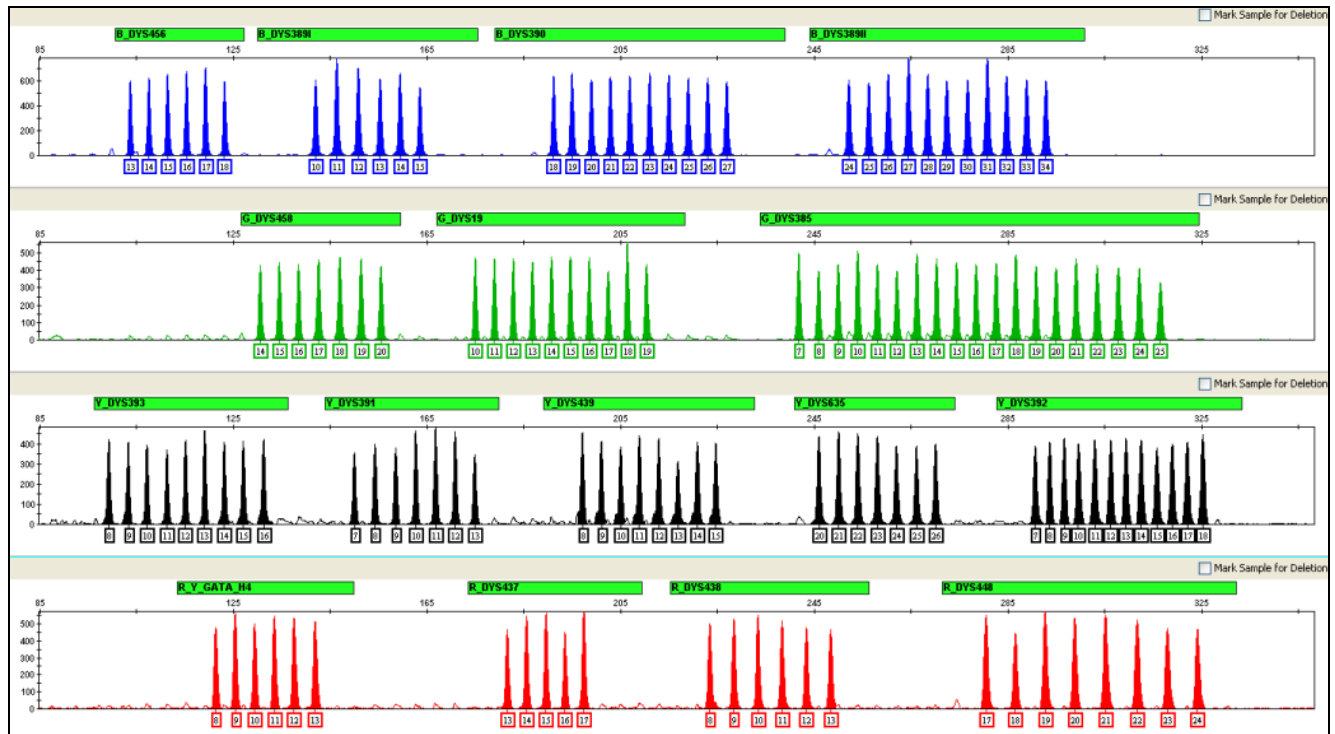 Mark Sample for Deletion
B_DYS456 B_DYS389I B_DYS390 B_DYS389II
85 125 165 205 245 285 325
600
400
200
0
13 14 15 16 17 18 10 11 12 13 14 15 18 19 20 21 22 23 24 25 26 27 24 25 26 27 28 29 30 31 32 33 34
Mark Sample for Deletion
G_DYS458 G_DYS19 G_DYS385
85 125 165 205 245 285 325
500
400
300
200
100
0
14 15 16 17 18 19 20 10 11 12 13 14 15 16 17 18 19 7 8 9 10 11 12 13 14 15 16 17 18 19 20 21 22 23 24 25
Mark Sample for Deletion
Y_DYS393 Y_DYS391 Y_DYS439 Y_DYS635 Y_DYS392
85 125 165 205 245 285 325
400
300
200
100
0
8 9 10 11 12 13 14 15 16 7 8 9 10 11 12 13 8 9 10 11 12 13 14 15 20 21 22 23 24 25 26 7 8 9 10 11 12 13 14 15 16 17 18
Mark Sample for Deletion
R_Y_GATA_H4 R_DYS437 R_DYS438 R_DYS448
85 125 165 205 245 285 325
500
400
300
200
100
0
8 9 10 11 12 13 13 14 15 16 17 8 9 10 11 12 13 17 18 19 20 21 22 23 24